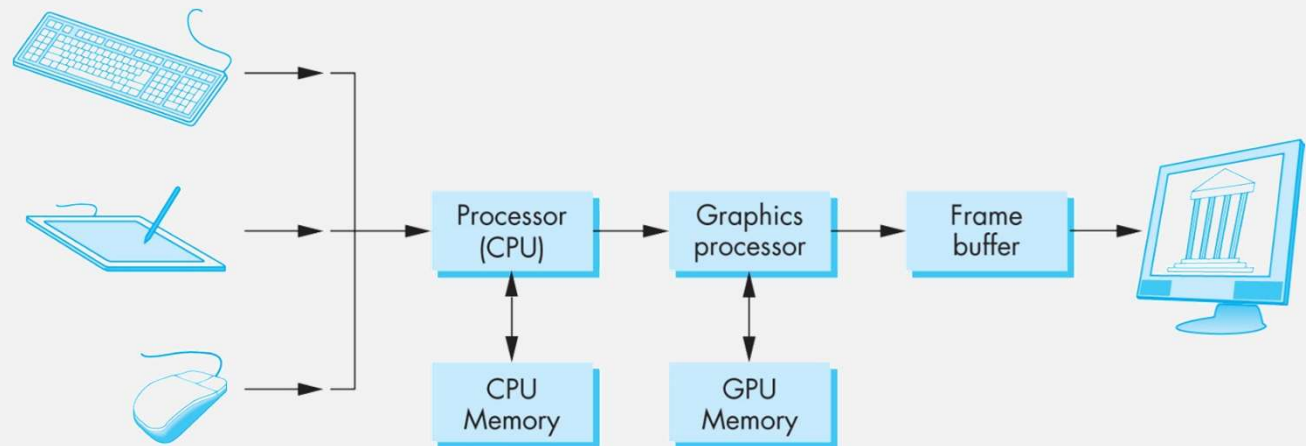 Processor
(CPU)
Graphics
processor
Frame
buffer
CPU
Memory
GPU
Memory